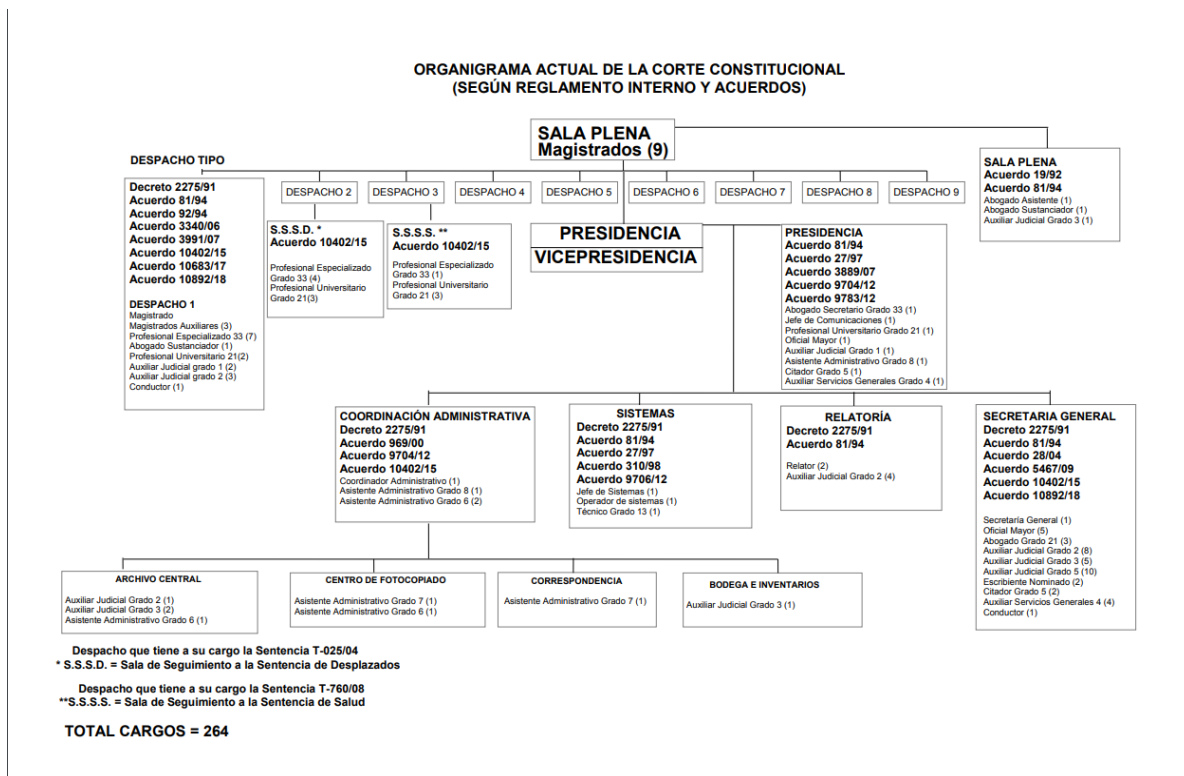 ORGANIGRAMA ACTUAL DE LA CORTE CONSTITUCIONAL
(SEGÚN REGLAMENTO INTERNO Y ACUERDOS)
SALA PLENA
Magistrados (9)
DESPACHO TIPO
Decreto 2275/91
Acuerdo 81/94
Acuerdo 92/94
Acuerdo 3340/06
Acuerdo 3991/07
Acuerdo 10402/15
Acuerdo 10683/17
Acuerdo 10892/18
DESPACHO 1
Magistrado
Magistrados Auxiliares (3)
Profesional Especializado 33 (7)
Abogado Sustanciador (1)
Profesional Universitario 21(2)
Auxiliar Judicial grado 1 (2)
Auxiliar Judicial grado 2 (3)
Conductor (1)
DESPACHO 2
DESPACHO 3
DESPACHO 4
DESPACHO 5
DESPACHO 6
DESPACHO 7
DESPACHO 8
DESPACHO 9
SALA PLENA
Acuerdo 19/92
Acuerdo 81/94
Abogado Asistente (1)
Abogado Sustanciador (1)
Auxiliar Judicial Grado 3 (1)
S.S.S.D. *
Acuerdo 10402/15
Profesional Especializado
Grado 33 (4)
Profesional Universitario
Grado 21(3)
S.S.S.S. **
Acuerdo 10402/15
Profesional Especializado
Grado 33 (1)
Profesional Universitario
Grado 21 (3)
PRESIDENCIA
VICEPRESIDENCIA
PRESIDENCIA
Acuerdo 81/94
Acuerdo 27/97
Acuerdo 3889/07
Acuerdo 9704/12
Acuerdo 9783/12
Abogado Secretario Grado 33 (1)
Jefe de Comunicaciones (1)
Profesional Universitario Grado 21 (1)
Oficial Mayor (1)
Auxiliar Judicial Grado 1 (1)
Asistente Administrativo Grado 8 (1)
Citador Grado 5 (1)
Auxiliar Servicios Generales Grado 4 (1)
COORDINACIÓN ADMINISTRATIVA
Decreto 2275/91
Acuerdo 969/00
Acuerdo 9704/12
Acuerdo 10402/15
Coordinador Administrativo (1)
Asistente Administrativo Grado 8 (1)
Asistente Administrativo Grado 6 (2)
SISTEMAS
Decreto 2275/91
Acuerdo 81/94
Acuerdo 27/97
Acuerdo 310/98
Acuerdo 9706/12
Jefe de Sistemas (1)
Operador de sistemas (1)
Técnico Grado 13 (1)
RELATORÍA
Decreto 2275/91
Acuerdo 81/94
Relator (2)
Auxiliar Judicial Grado 2 (4)
SECRETARIA GENERAL
Decreto 2275/91
Acuerdo 81/94
Acuerdo 28/04
Acuerdo 5467/09
Acuerdo 10402/15
Acuerdo 10892/18
Secretaría General (1)
Oficial Mayor (5)
Abogado Grado 21 (3)
Auxiliar Judicial Grado 2 (8)
Auxiliar Judicial Grado 3 (5)
Auxiliar Judicial Grado 5 (10)
Escribiente Nominado (2)
Citador Grado 5 (2)
Auxiliar Servicios Generales 4 (4)
Conductor (1)
ARCHIVO CENTRAL
Auxiliar Judicial Grado 2 (1)
Auxiliar Judicial Grado 3 (2)
Asistente Administrativo Grado 6 (1)
CENTRO DE FOTOCOPIADO
Asistente Administrativo Grado 7 (1)
Asistente Administrativo Grado 6 (1)
CORRESPONDENCIA
Asistente Administrativo Grado 7 (1)
BODEGA E INVENTARIOS
Auxiliar Judicial Grado 3 (1)
Despacho que tiene a su cargo la Sentencia T-025/04
* S.S.S.D. = Sala de Seguimiento a la Sentencia de Desplazados
Despacho que tiene a su cargo la Sentencia T-760/08
**S.S.S.S. = Sala de Seguimiento a la Sentencia de Salud
TOTAL CARGOS = 264